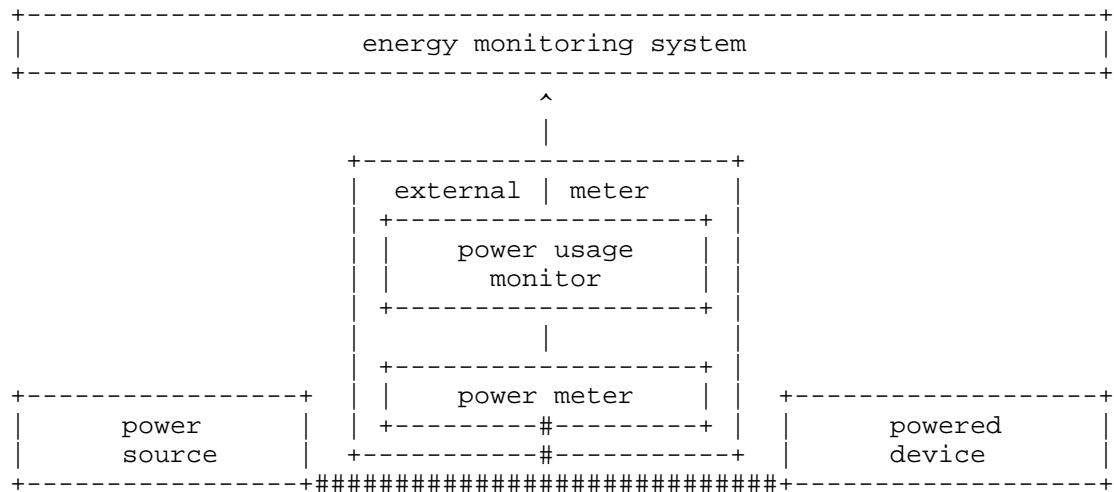 energy monitoring system
external | meter
power usage
monitor
power meter
power
source
powered
device